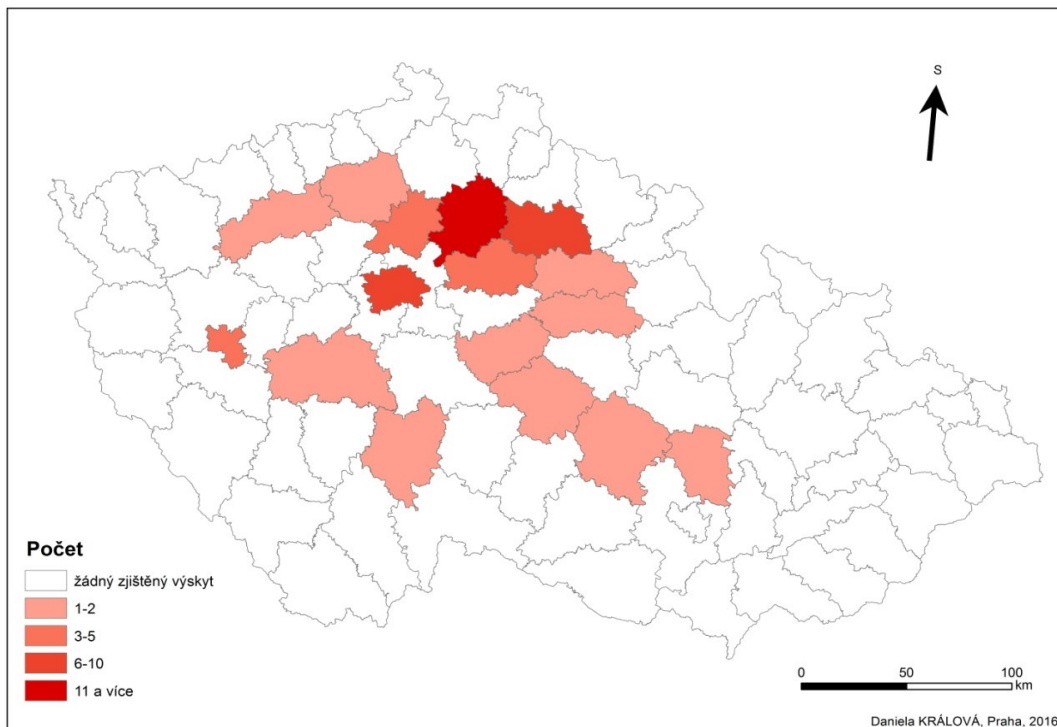 S
Počet
žádný zjištěný výskyt
1-2
3-5
6-10
11 a více
0 50 100
km
Daniela KRÁLOVÁ, Praha, 2016